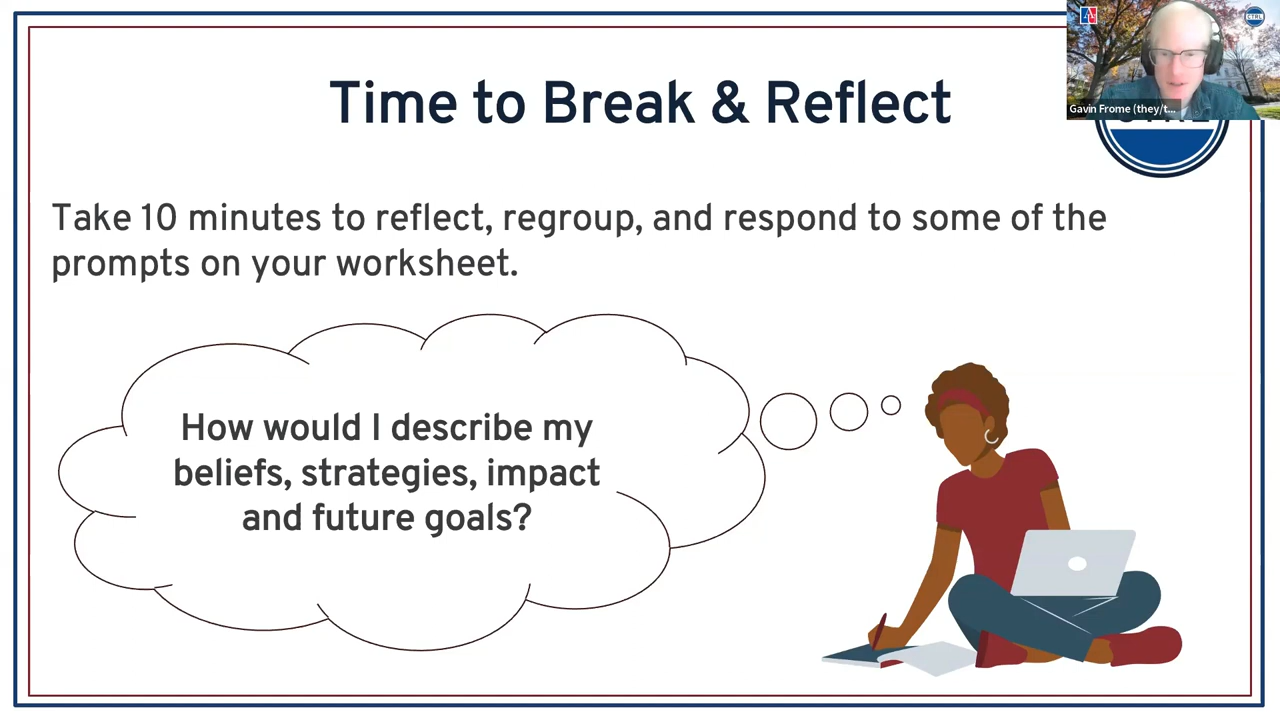 Time to Break & Reflect
CTRL
Gavin Frome (they/t...
Take 10 minutes to reflect, regroup, and respond to some of the
prompts on your worksheet.
How would I describe my
beliefs, strategies, impact
and future goals?